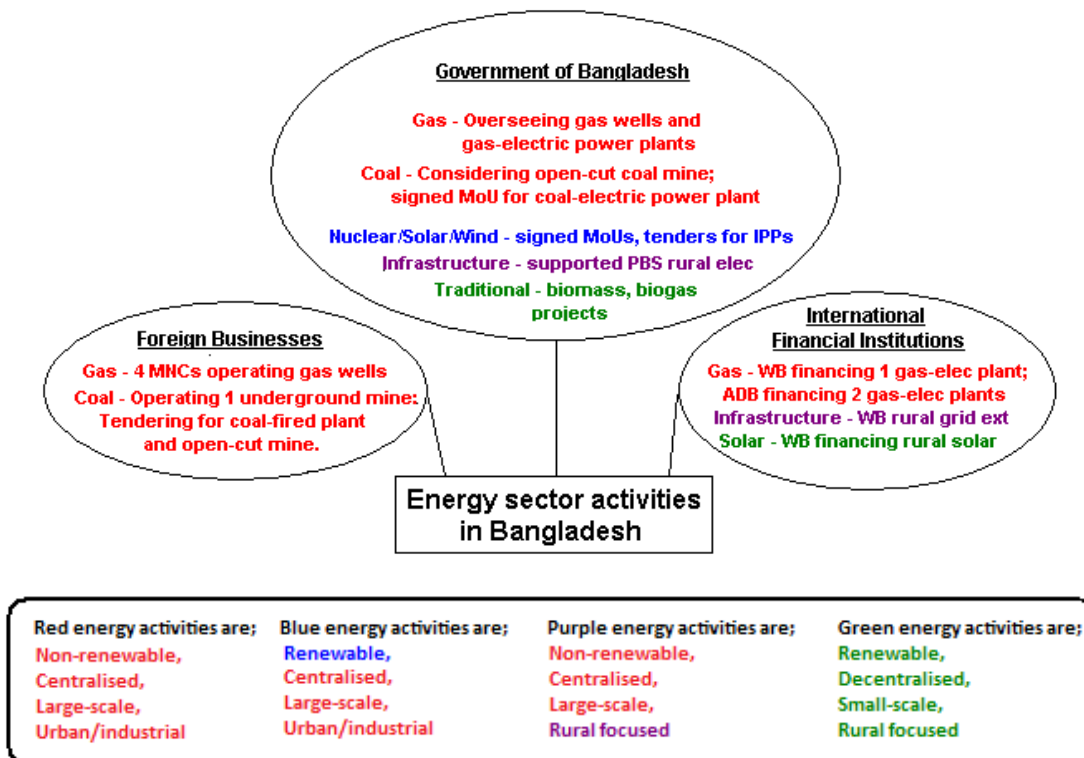 Government of Bangladesh
Gas - Overseeing gas wells and
gas-electric power plants
Coal - Considering open-cut coal mine;
signed MoU for coal-electric power plant
Nuclear/Solar/Wind - signed MoUs, tenders for IPPs
Infrastructure - supported PBS rural elec
Traditional - biomass, biogas
projects
Foreign Businesses
Gas - 4 MNCs operating gas wells
Coal - Operating 1 underground mine;
Tendering for coal-fired plant
and open-cut mine.
International
Financial Institutions
Gas - WB financing 1 gas-elec plant;
ADB financing 2 gas-elec plants
Infrastructure - WB rural grid ext
Solar - WB financing rural solar
Energy sector activities
in Bangladesh
Red energy activities are;
Non-renewable,
Centralised,
Large-scale,
Urban/industrial
Blue energy activities are;
Renewable,
Centralised,
Large-scale,
Urban/industrial
Purple energy activities are;
Non-renewable,
Centralised,
Large-scale,
Rural focused
Green energy activities are;
Renewable,
Decentralised,
Small-scale,
Rural focused